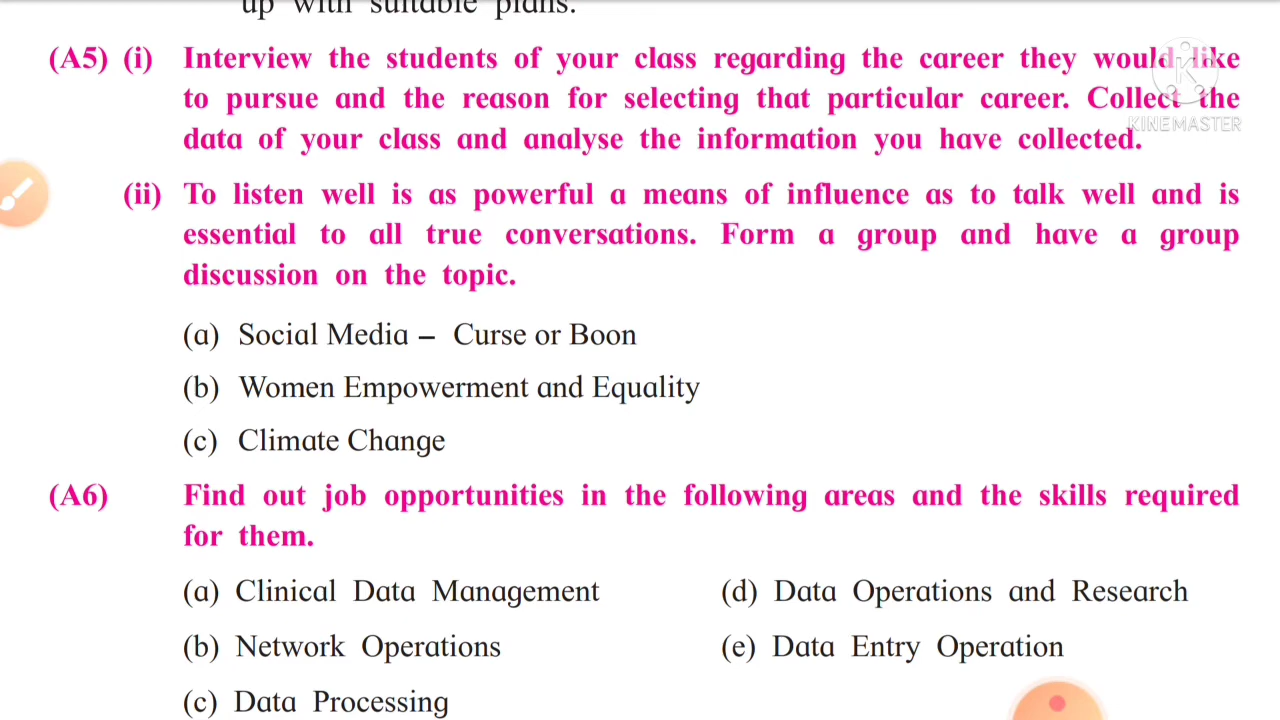 up with suitable plans.
(A5) (i) Interview the students of your class regarding the career they would like
to pursue and the reason for selecting that particular career. Collect the
data of your class and analyse the information you have collected.
KINEMASTER
(ii) To listen well is as powerful a means of influence as to talk well and is
essential to all true conversations. Form a group and have a group
discussion on the topic.
(a) Social Media – Curse or Boon
(b) Women Empowerment and Equality
(c) Climate Change
(A6) Find out job opportunities in the following areas and the skills required
for them.
(a) Clinical Data Management (d) Data Operations and Research
(b) Network Operations (e) Data Entry Operation
(c) Data Processing